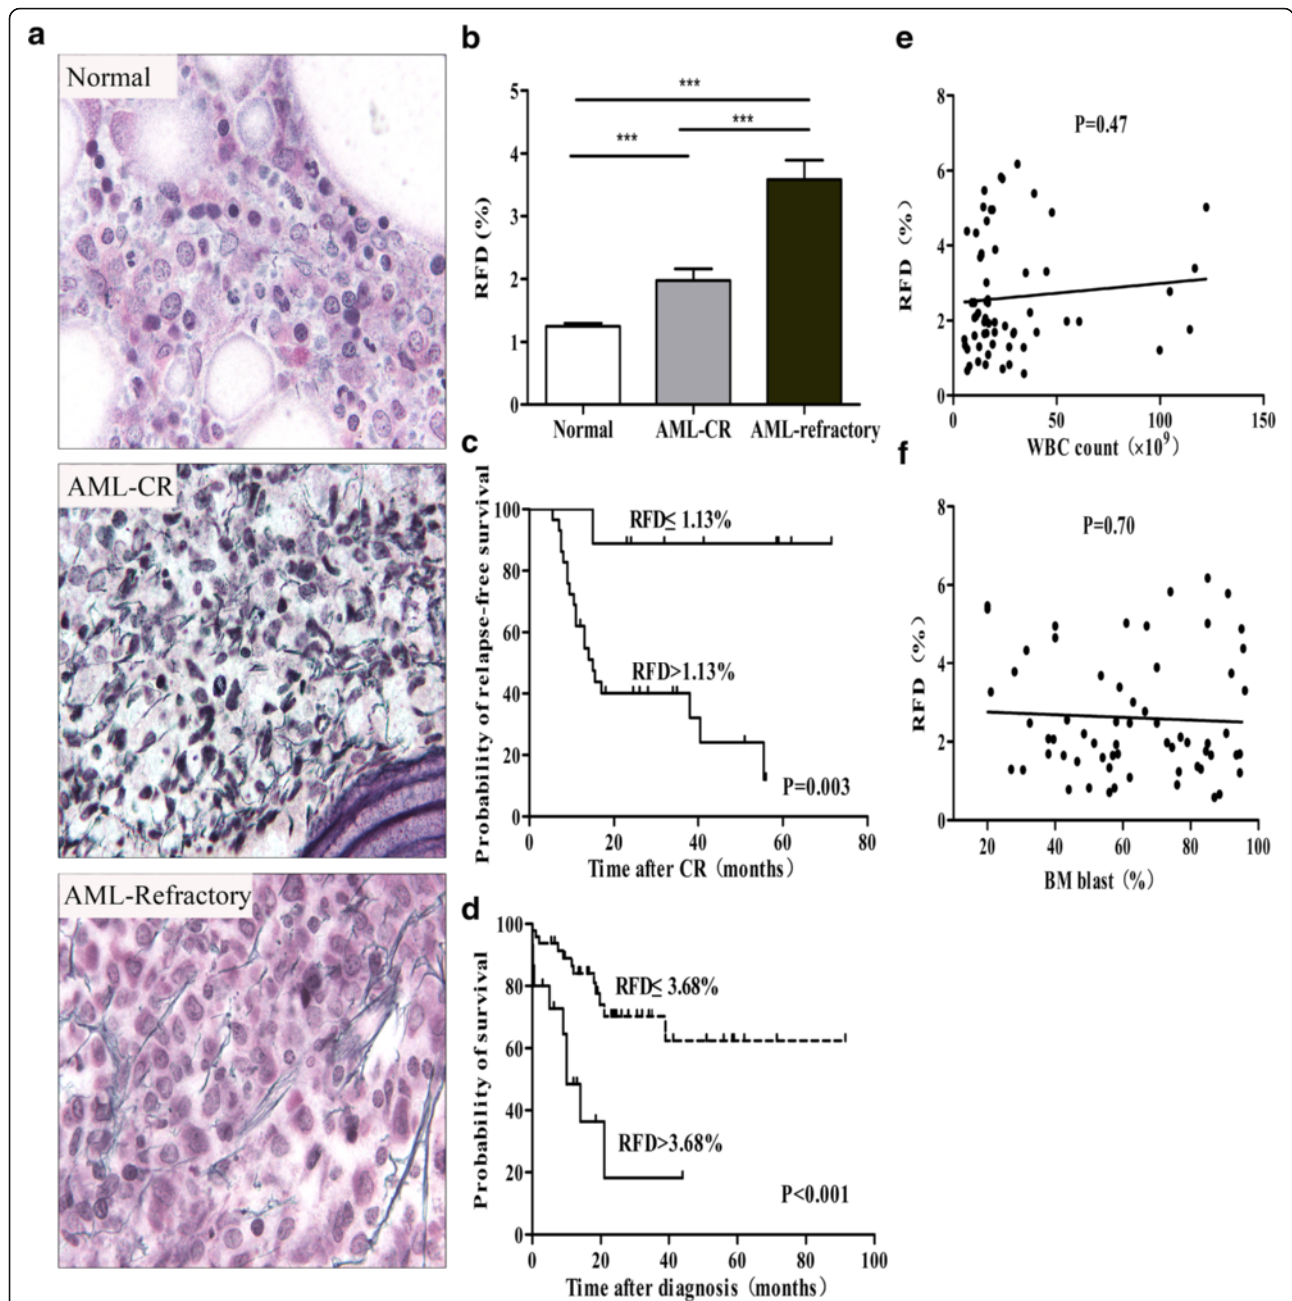 a
Normal
AML-CR
AML-Refractory
b
***
***
***
RFD (%)
5
4
3
2
1
0
Normal AML-CR AML-refractory
c
Probability of relapse-free survival
100
80
60
40
20
0
RFD≤ 1.13%
RFD>1.13%
P=0.003
0 20 40 60 80
Time after CR (months)
d
Probability of survival
100
80
60
40
20
0
RFD≤ 3.68%
RFD>3.68%
P<0.001
0 20 40 60 80 100
Time after diagnosis (months)
e
RFD (%)
8
6
4
2
0
P=0.47
0 50 100 150
WBC count (×10⁹)
f
RFD (%)
8
6
4
2
0
P=0.70
20 40 60 80 100
BM blast (%)